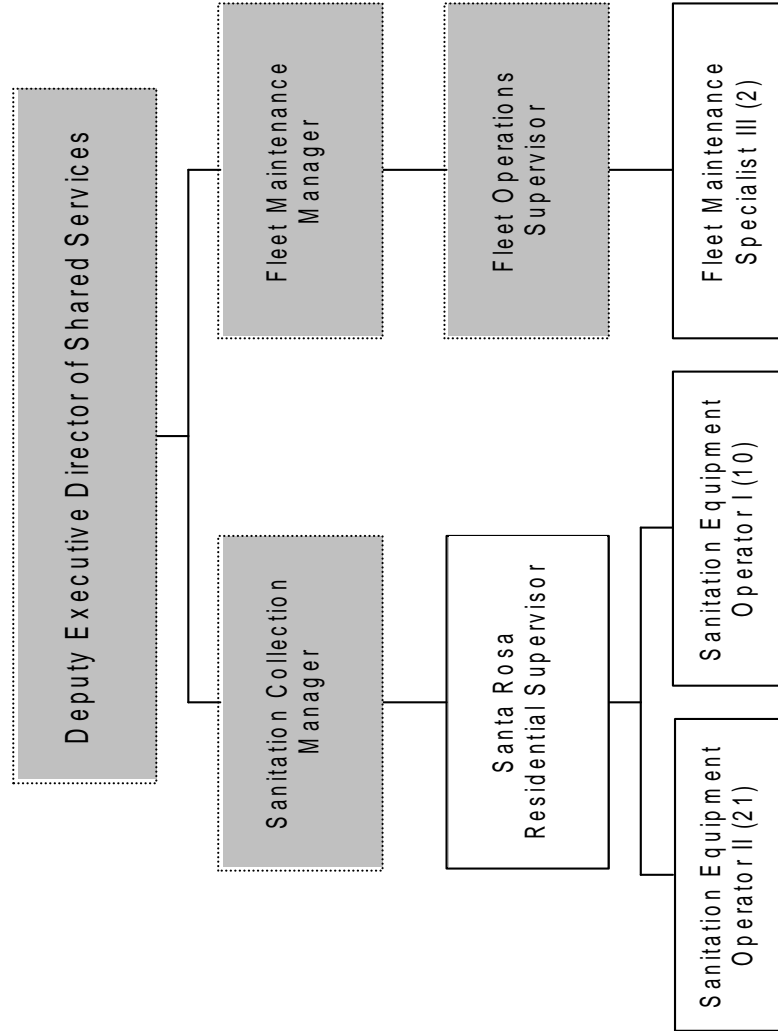 Deputy Executive Director of Shared Services
Sanitation Collection
Manager
Fleet Maintenance
Manager
Santa Rosa
Residential Supervisor
Fleet Operations
Supervisor
Sanitation Equipment
Operator II (21)
Sanitation Equipment
Operator I (10)
Fleet Maintenance
Specialist III (2)